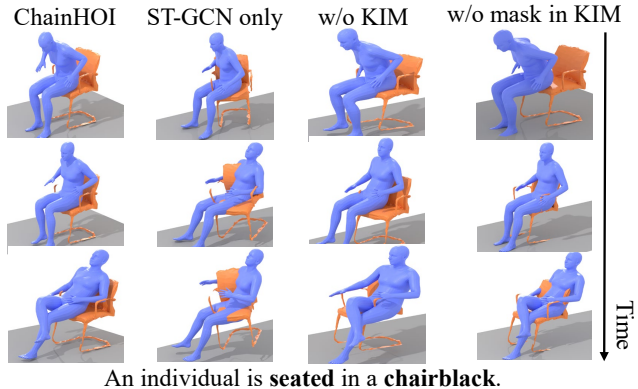 ChainHOI ST-GCN only w/o KIM w/o mask in KIM
Time
An individual is seated in a chairblack.